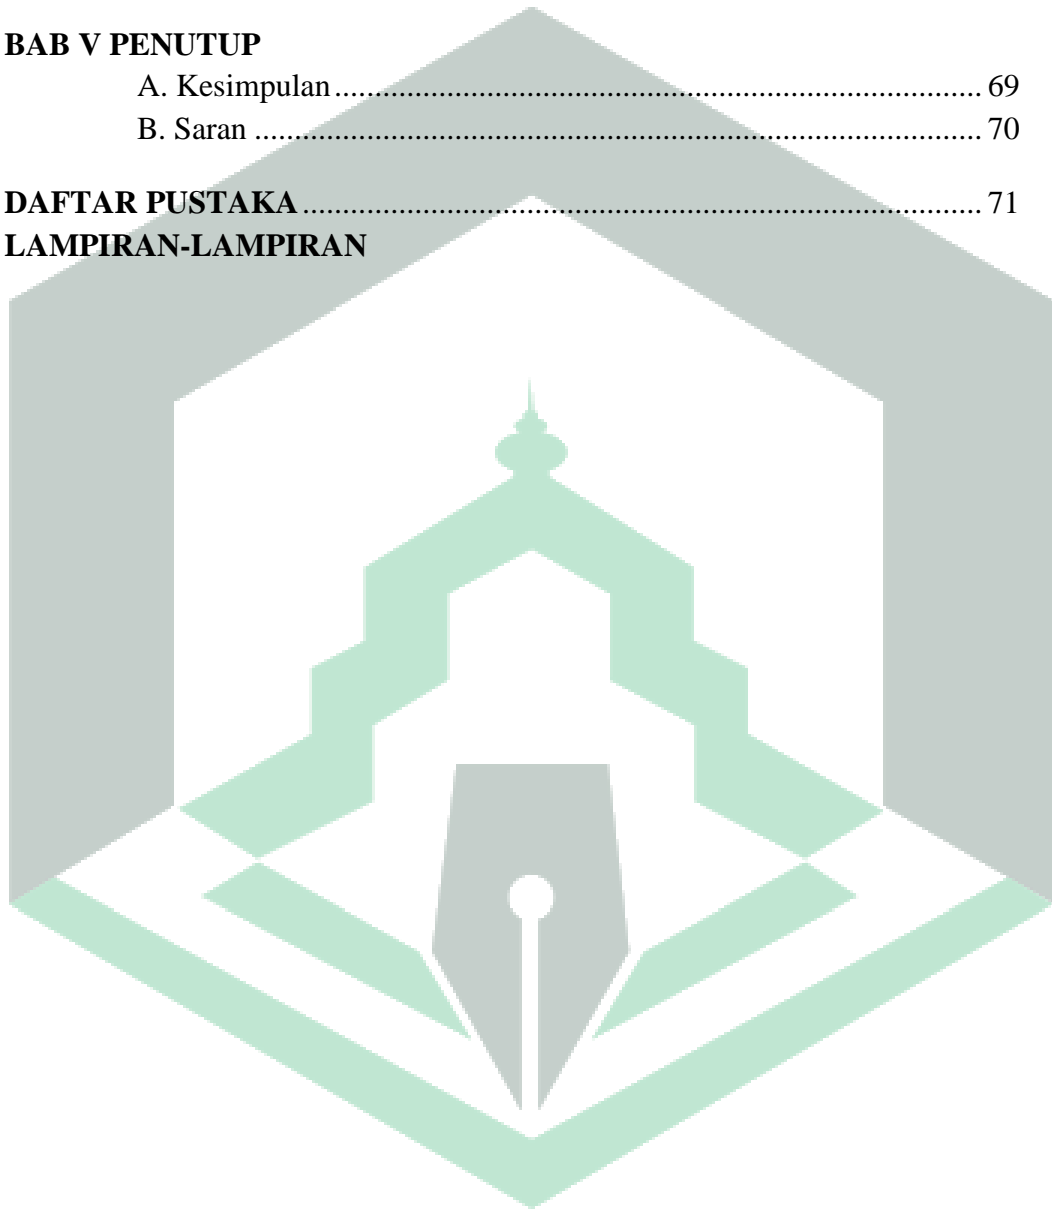 BAB V PENUTUP
A. Kesimpulan.................................................................................. 69
B. Saran ............................................................................................ 70
DAFTAR PUSTAKA...................................................................................... 71
LAMPIRAN-LAMPIRAN